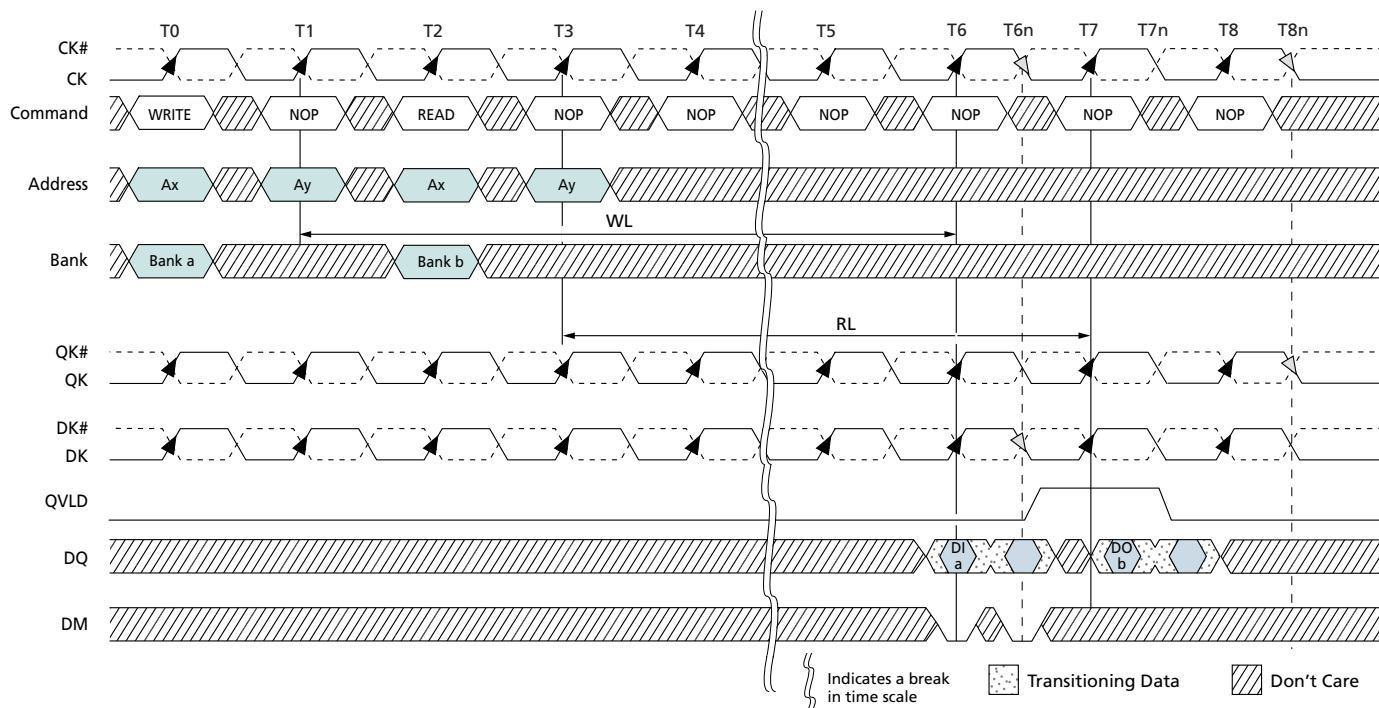 T0 T1 T2 T3 T4 T5 T6 T6n T7 T7n T8 T8n
CK#
CK
Command WRITE NOP READ NOP NOP NOP NOP NOP NOP
Address Ax Ay Ax Ay
WL
Bank Bank a Bank b
RL
QK#
QK
DK#
DK
QVLD
DQ DI a DO b
DM
Indicates a break in time scale
Transitioning Data
Don't Care